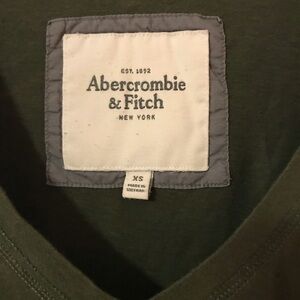 EST. 1892
Abercrombie
& Fitch
NEW YORK
XS
MADE IN